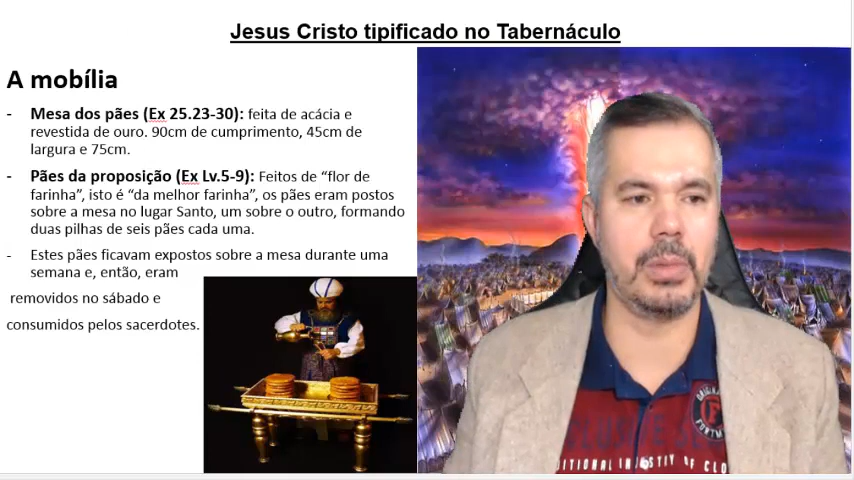 Jesus Cristo tipificado no Tabernáculo
A mobília
- Mesa dos pães (Ex 25.23-30): feita de acácia e
revestida de ouro. 90cm de cumprimento, 45cm de
largura e 75cm.
- Pães da proposição (Ex Lv.5-9): Feitos de “flor de
farinha”, isto é “da melhor farinha”, os pães eram postos
sobre a mesa no lugar Santo, um sobre o outro, formando
duas pilhas de seis pães cada uma.
- Estes pães ficavam expostos sobre a mesa durante uma
semana e, então, eram
removidos no sábado e
consumidos pelos sacerdotes.